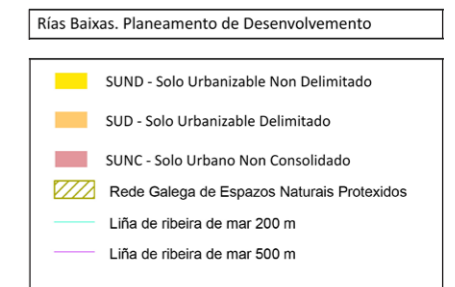 Rías Baixas. Planeamento de Desenvolvemento
SUND - Solo Urbanizable Non Delimitado
SUD - Solo Urbanizable Delimitado
SUNC - Solo Urbano Non Consolidado
Rede Galega de Espazos Naturais Protexidos
Liña de ribeira de mar 200 m
Liña de ribeira de mar 500 m